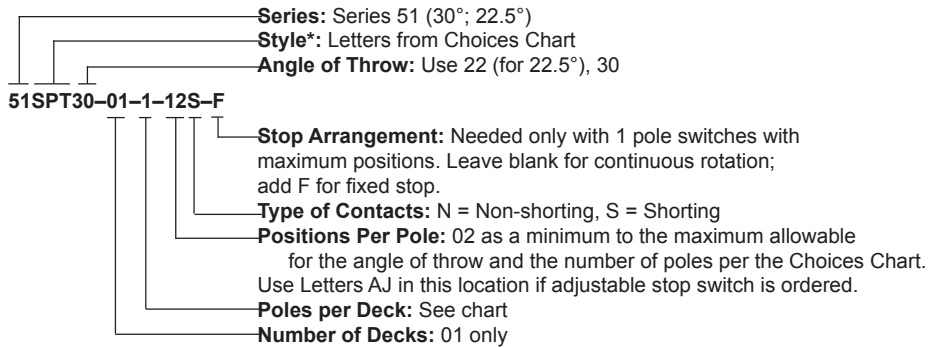 Series: Series 51 (30°; 22.5°)
Style*: Letters from Choices Chart
Angle of Throw: Use 22 (for 22.5°), 30
51SPT30–01–1–12S–F
Stop Arrangement: Needed only with 1 pole switches with
maximum positions. Leave blank for continuous rotation;
add F for fixed stop.
Type of Contacts: N = Non-shorting, S = Shorting
Positions Per Pole: 02 as a minimum to the maximum allowable
for the angle of throw and the number of poles per the Choices Chart.
Use Letters AJ in this location if adjustable stop switch is ordered.
Poles per Deck: See chart
Number of Decks: 01 only